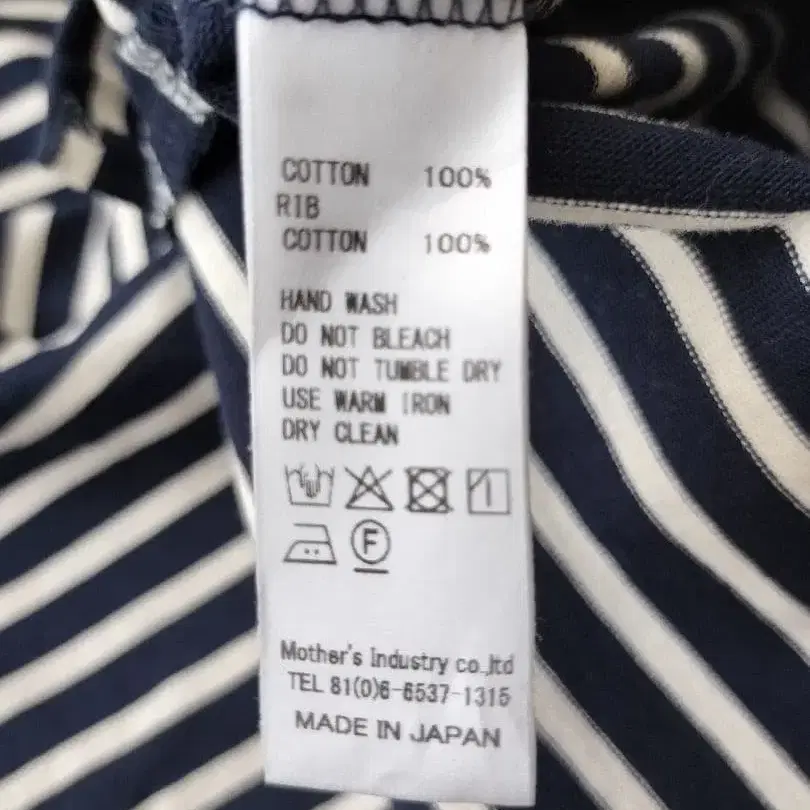 COTTON 100%
RIB
COTTON 100%
HAND WASH
DO NOT BLEACH
DO NOT TUMBLE DRY
USE WARM IRON
DRY CLEAN
F
Mother's Industry co.,ltd
TEL 81(0)6-6537-1315
MADE IN JAPAN